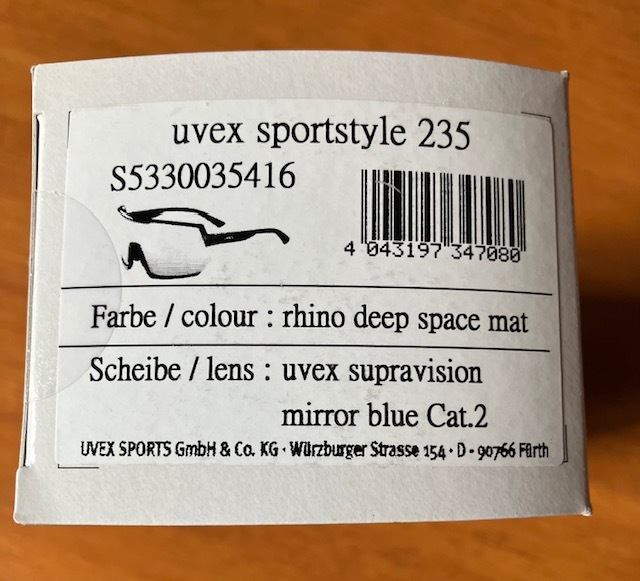 uvex sportstyle 235
S5330035416
4 043197 347080
Farbe / colour : rhino deep space mat
Scheibe / lens : uvex supravision
mirror blue Cat.2
UVEX SPORTS GmbH & Co. KG · Würzburger Strasse 154 · D - 90766 Fürth